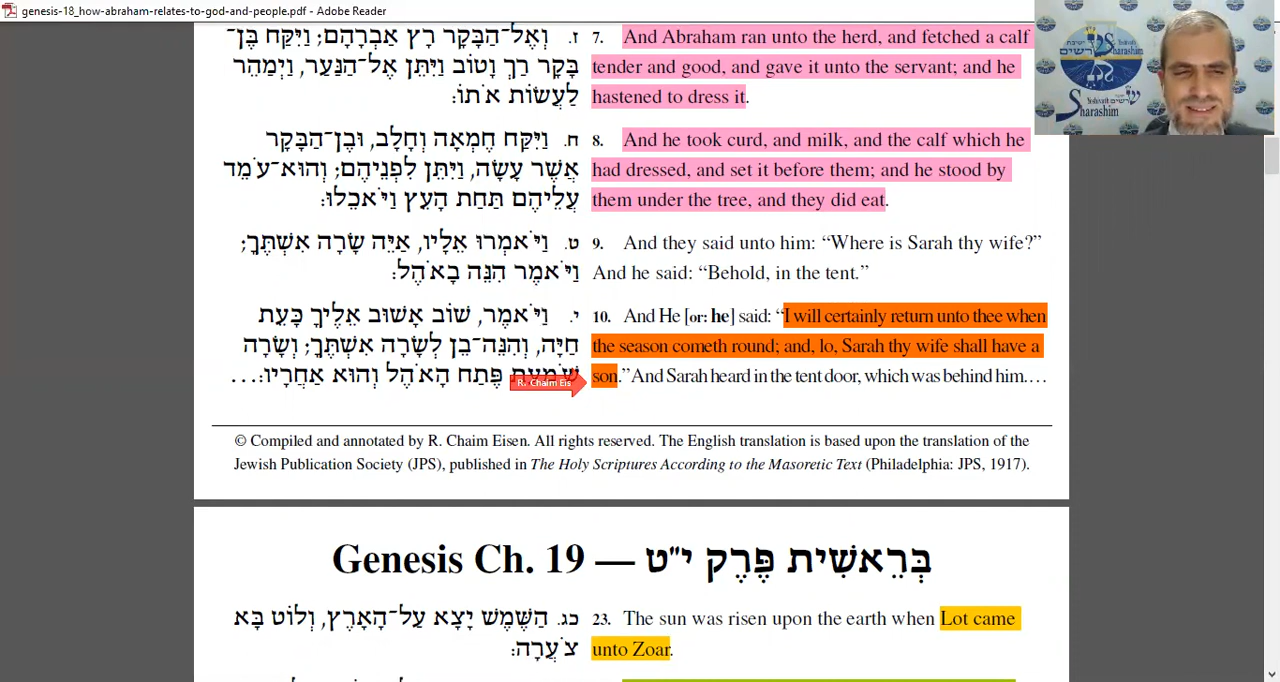 genesis-18_how-abraham-relates-to-god-and-people.pdf - Adobe Reader
ז. וְאֶל־הַבָּקָר רָץ אַבְרָהָם; וַיִּקַּח בֶּן־
בָּקָר רַךְ וָטוֹב וַיִּתֵּן אֶל־הַנַּעַר, וַיְמַהֵר
לַעֲשׂוֹת אֹתוֹ:
7. And Abraham ran unto the herd, and fetched a calf
tender and good, and gave it unto the servant; and he
hastened to dress it.
ח. וַיִּקַּח חֶמְאָה וְחָלָב, וּבֶן־הַבָּקָר
אֲשֶׁר עָשָׂה, וַיִּתֵּן לִפְנֵיהֶם; וְהוּא־עֹמֵד
עֲלֵיהֶם תַּחַת הָעֵץ וַיֹּאכֵלוּ:
8. And he took curd, and milk, and the calf which he
had dressed, and set it before them; and he stood by
them under the tree, and they did eat.
ט. וַיֹּאמְרוּ אֵלָיו, אַיֵּה שָׂרָה אִשְׁתֶּךָ;
וַיֹּאמֶר הִנֵּה בָאֹהֶל:
9. And they said unto him: “Where is Sarah thy wife?”
And he said: “Behold, in the tent.”
י. וַיֹּאמֶר, שׁוֹב אָשׁוּב אֵלֶיךָ כָּעֵת
חַיָּה, וְהִנֵּה־בֵן לְשָׂרָה אִשְׁתֶּךָ; וְשָׂרָה
שֹׁמַעַת פֶּתַח הָאֹהֶל וְהוּא אַחֲרָיו:…
10. And He [or: he] said: “I will certainly return unto thee when
the season cometh round; and, lo, Sarah thy wife shall have a
son.” And Sarah heard in the tent door, which was behind him.…
R. Chaim Eis
© Compiled and annotated by R. Chaim Eisen. All rights reserved. The English translation is based upon the translation of the
Jewish Publication Society (JPS), published in The Holy Scriptures According to the Masoretic Text (Philadelphia: JPS, 1917).
Genesis Ch. 19 — בְּרֵאשִׁית פֶּרֶק י"ט
כג. הַשֶּׁמֶשׁ יָצָא עַל־הָאָרֶץ, וְלוֹט בָּא
צֹעֲרָה:
23. The sun was risen upon the earth when Lot came
unto Zoar.
ישיבת
שרשים
Yeshivath
Sharashim